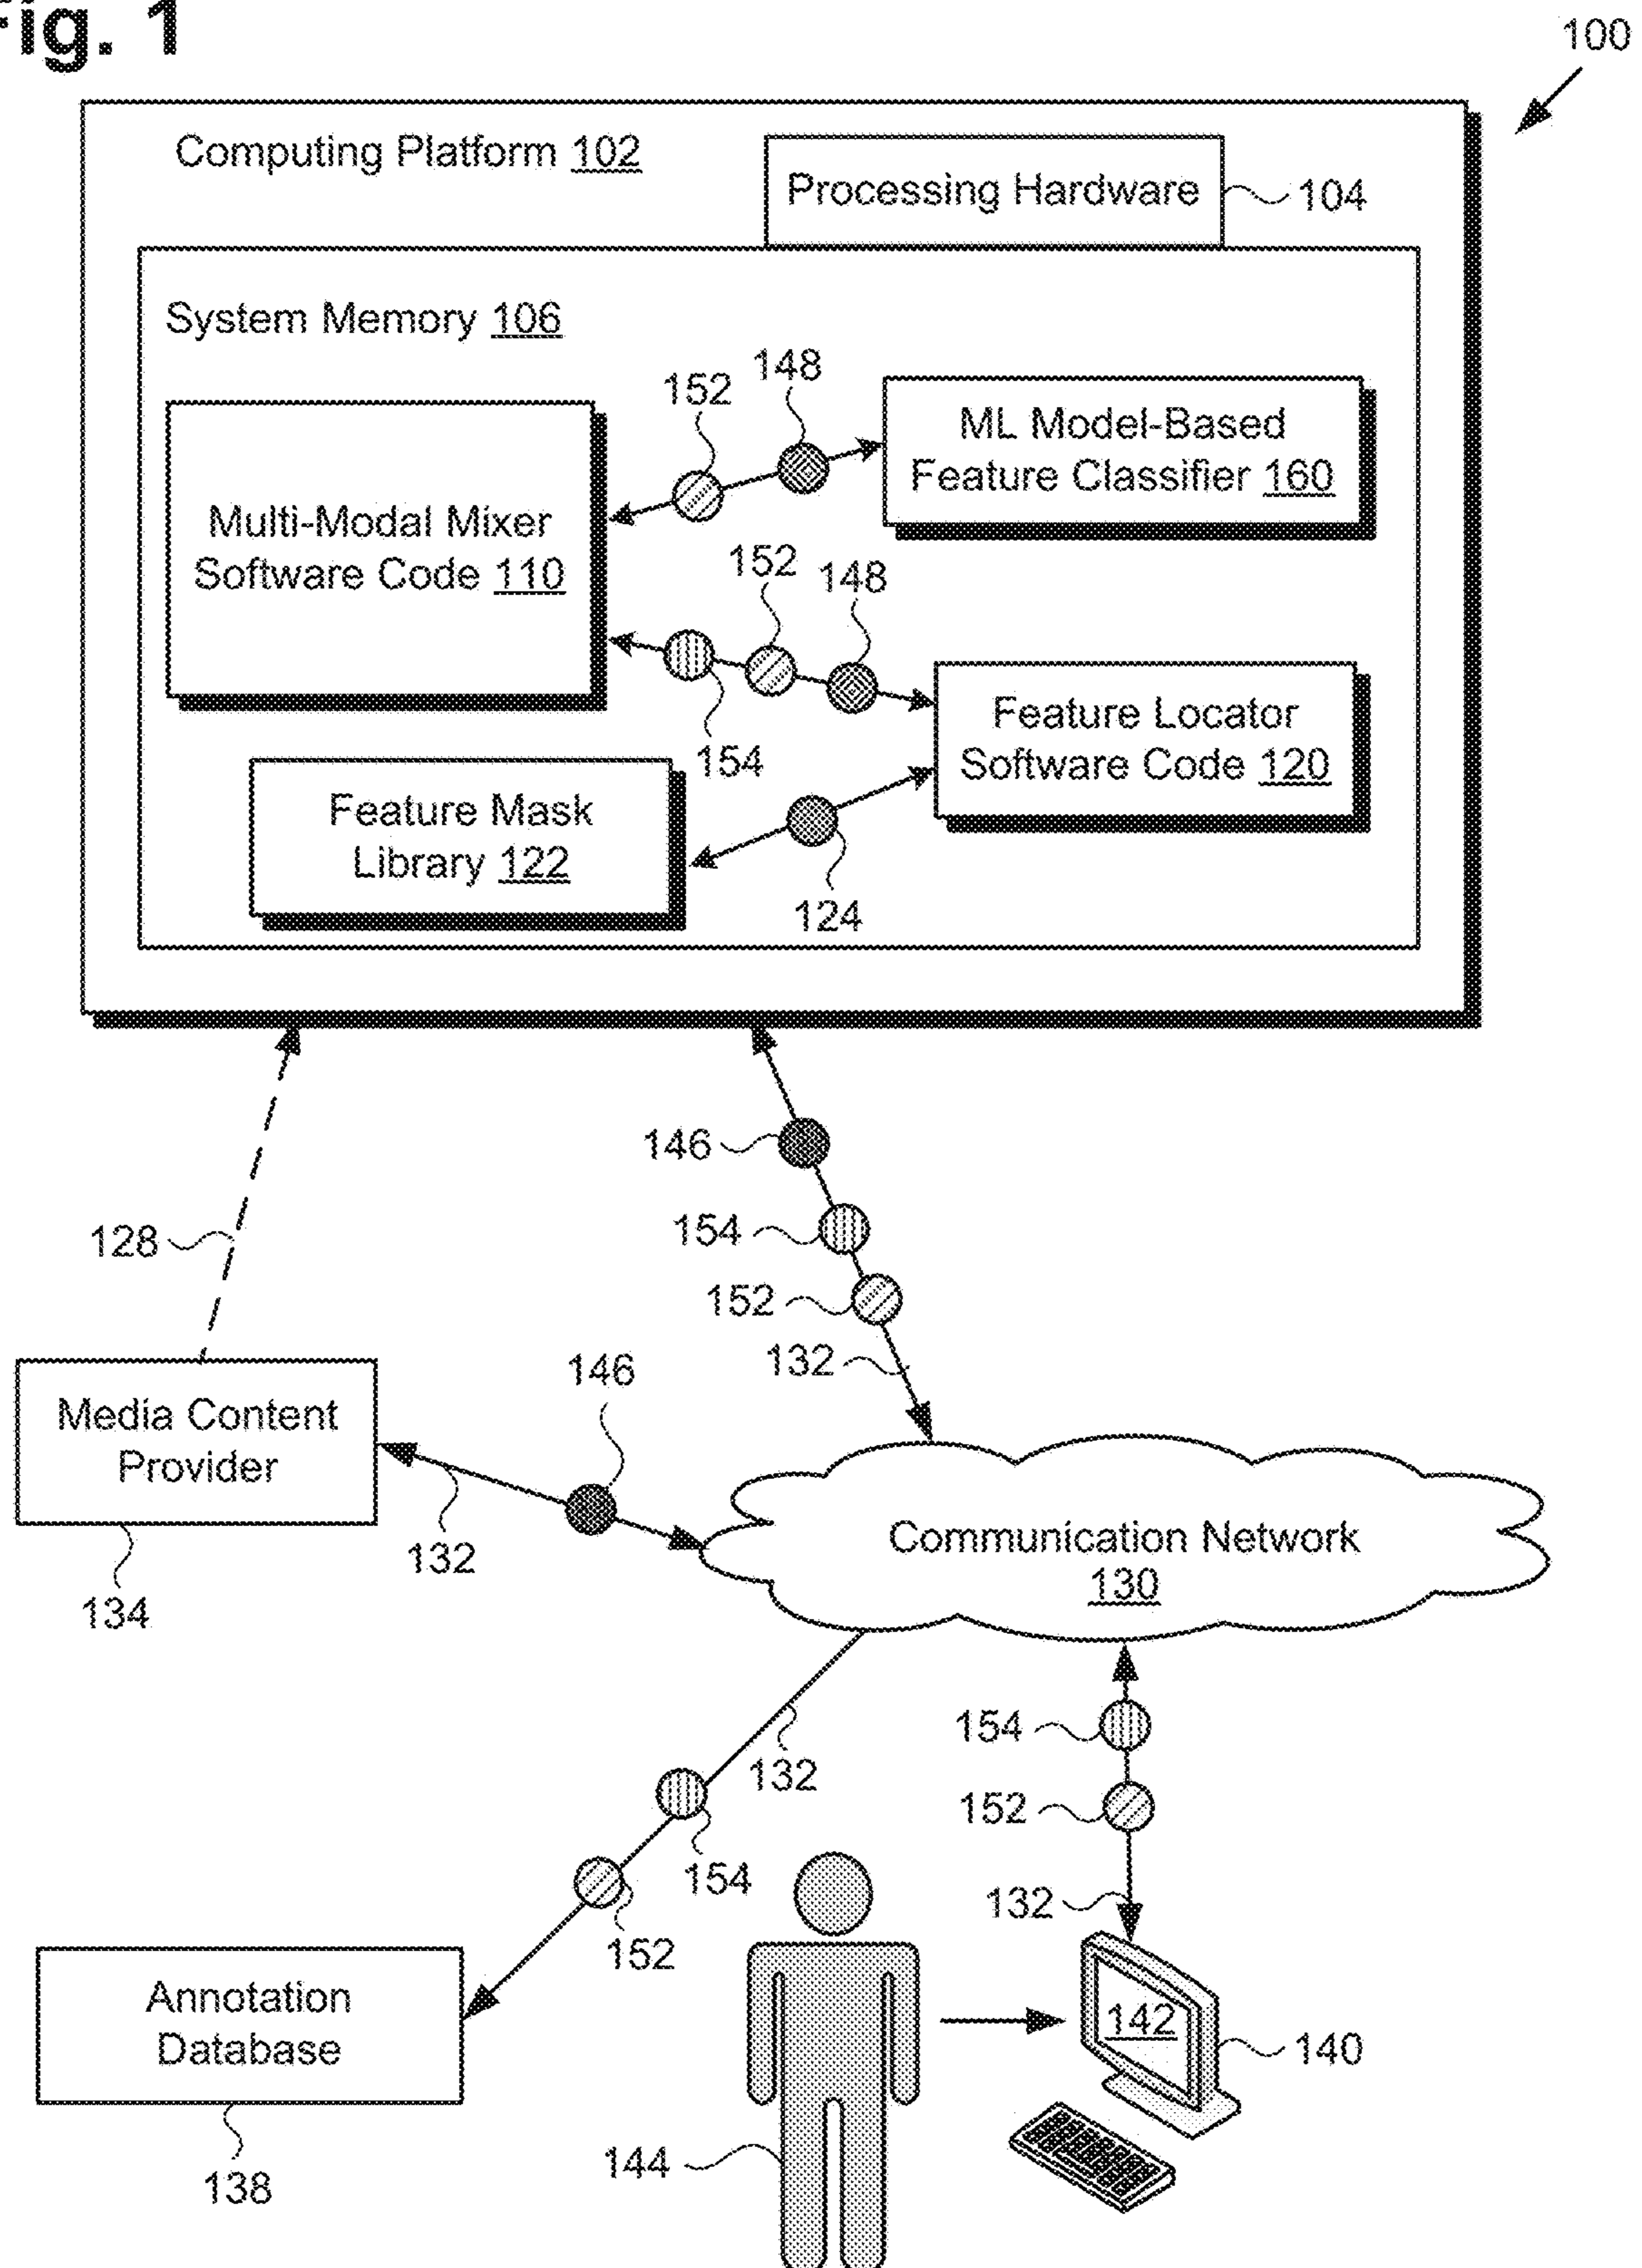 Fig. 1
100
Computing Platform 102
Processing Hardware
104
System Memory 106
148
152
ML Model-Based
Feature Classifier 160
Multi-Modal Mixer
Software Code 110
152
148
154
Feature Locator
Software Code 120
Feature Mask
Library 122
124
146
154
128
152
132
146
Media Content
Provider
132
134
Communication Network
130
132
154
154
152
152
132
Annotation
Database
142
140
144
138